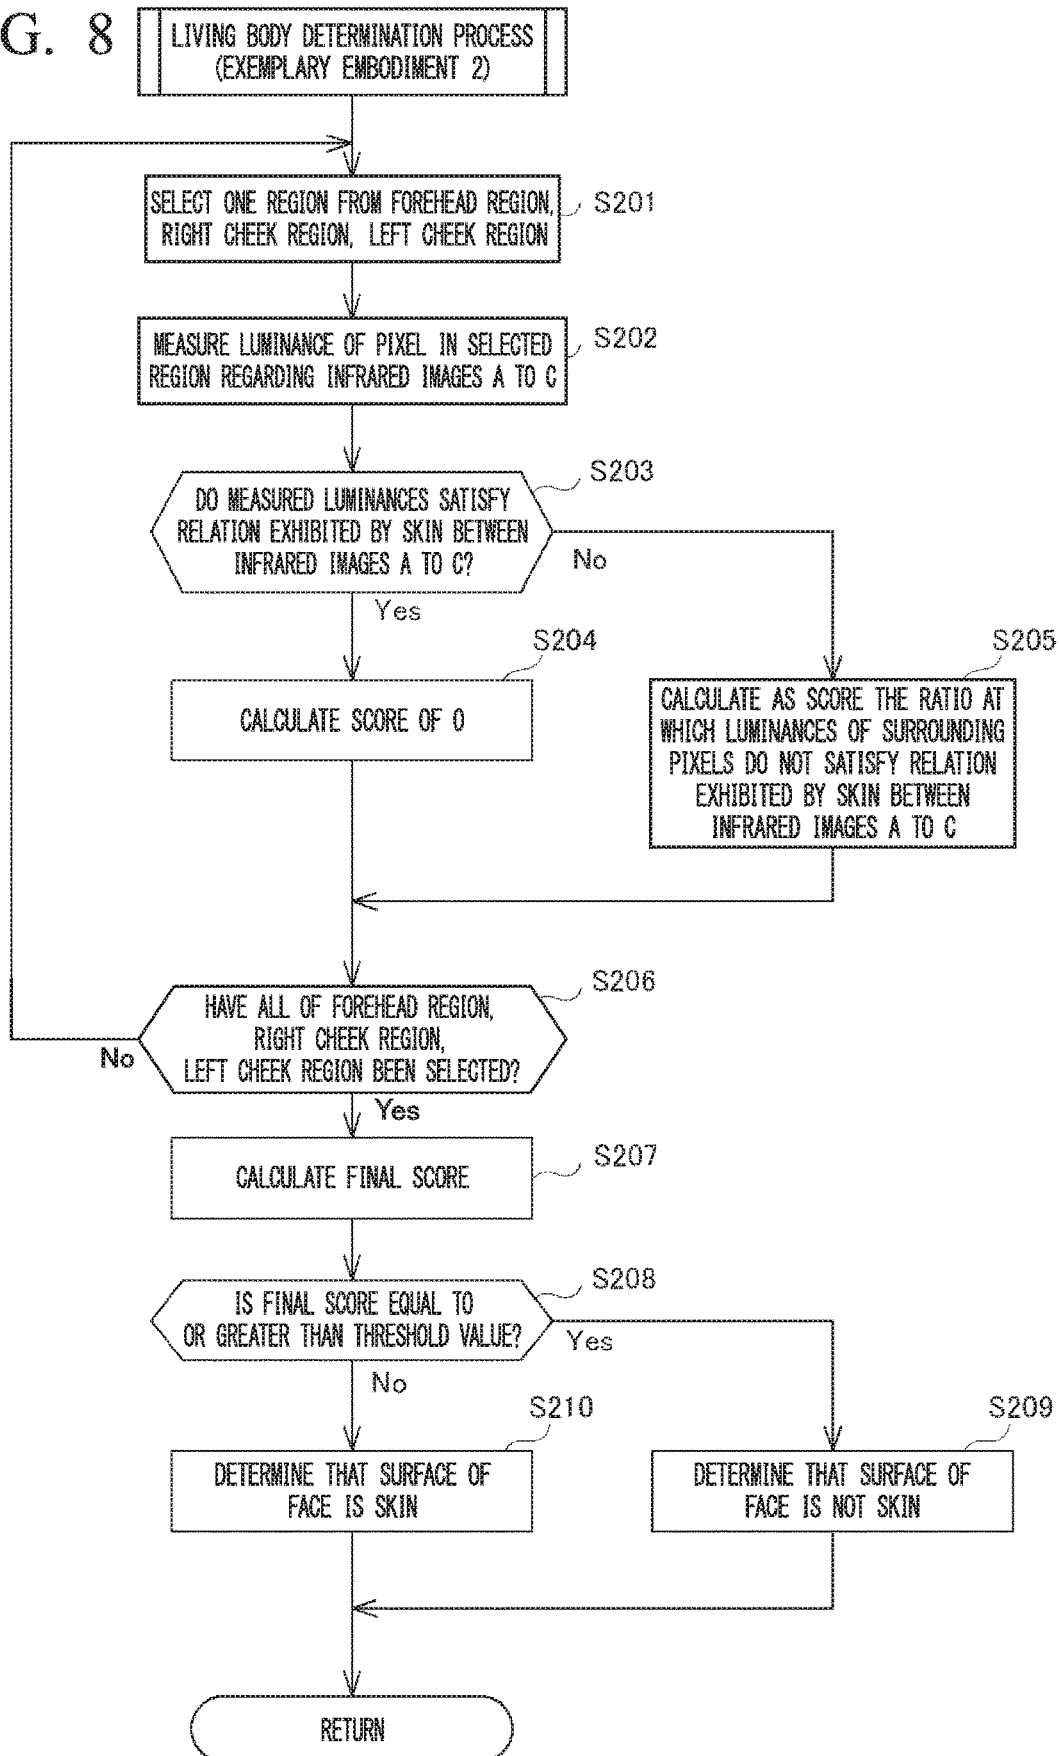 G. 8
LIVING BODY DETERMINATION PROCESS
(EXEMPLARY EMBODIMENT 2)
SELECT ONE REGION FROM FOREHEAD REGION,
RIGHT CHEEK REGION, LEFT CHEEK REGION
S201
MEASURE LUMINANCE OF PIXEL IN SELECTED
REGION REGARDING INFRARED IMAGES A TO C
S202
DO MEASURED LUMINANCES SATISFY
RELATION EXHIBITED BY SKIN BETWEEN
INFRARED IMAGES A TO C?
S203
No
Yes
S204
CALCULATE SCORE OF 0
S205
CALCULATE AS SCORE THE RATIO AT
WHICH LUMINANCES OF SURROUNDING
PIXELS DO NOT SATISFY RELATION
EXHIBITED BY SKIN BETWEEN
INFRARED IMAGES A TO C
HAVE ALL OF FOREHEAD REGION,
RIGHT CHEEK REGION,
LEFT CHEEK REGION BEEN SELECTED?
S206
No
Yes
CALCULATE FINAL SCORE
S207
IS FINAL SCORE EQUAL TO
OR GREATER THAN THRESHOLD VALUE?
S208
Yes
No
S210
DETERMINE THAT SURFACE OF
FACE IS SKIN
S209
DETERMINE THAT SURFACE OF
FACE IS NOT SKIN
RETURN